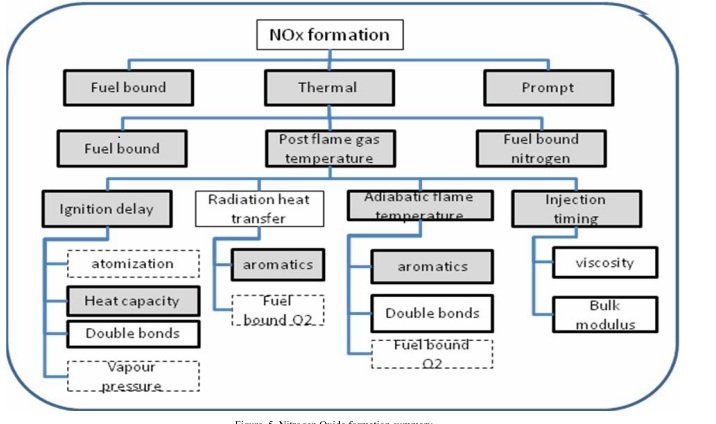 NOx formation
Fuel bound
Thermal
Prompt
Fuel bound
Post flame gas
temperature
Fuel bound
nitrogen
Ignition delay
Radiation heat
transfer
Adiabatic flame
temperature
Injection
timing
atomization
Heat capacity
Double bonds
Vapour
pressure
aromatics
Fuel
bound O2
aromatics
Double bonds
Fuel bound
O2
viscosity
Bulk
modulus
Figure 5. Nitrogen Oxide formation summary